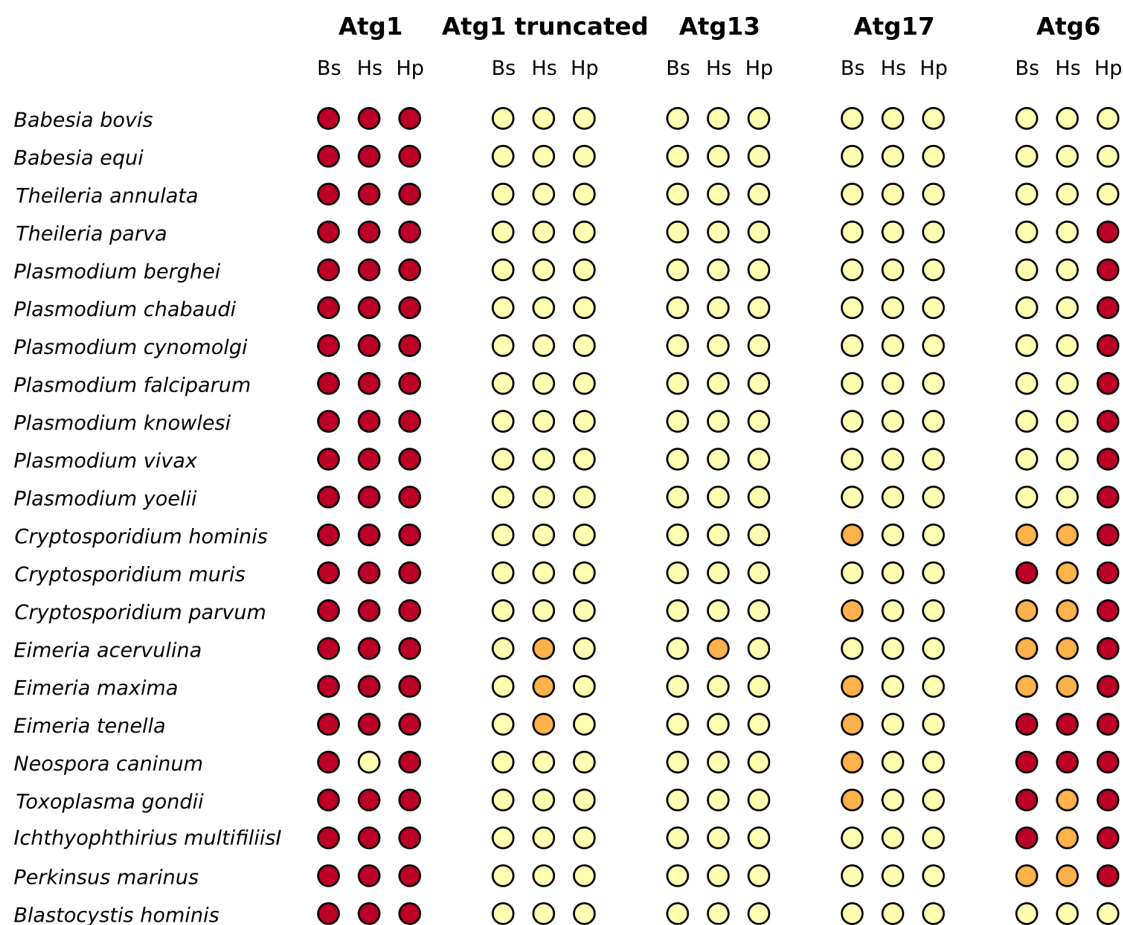 Atg1 Atg1 truncated Atg13 Atg17 Atg6
Bs Hs Hp Bs Hs Hp Bs Hs Hp Bs Hs Hp Bs Hs Hp
Babesia bovis
Babesia equi
Theileria annulata
Theileria parva
Plasmodium berghei
Plasmodium chabaudi
Plasmodium cynomolgi
Plasmodium falciparum
Plasmodium knowlesi
Plasmodium vivax
Plasmodium yoelii
Cryptosporidium hominis
Cryptosporidium muris
Cryptosporidium parvum
Eimeria acervulina
Eimeria maxima
Eimeria tenella
Neospora caninum
Toxoplasma gondii
Ichthyophthirius multifiliisI
Perkinsus marinus
Blastocystis hominis